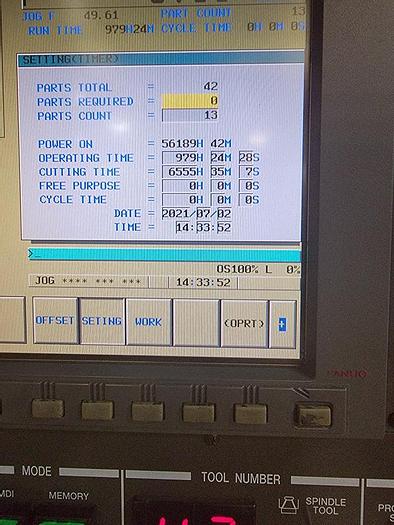 JOG F 49.61 PART COUNT 13
RUN TIME 979H24M CYCLE TIME 0H 0M 0S
SETTING(TIMER)
PARTS TOTAL = 42
PARTS REQUIRED = 0
PARTS COUNT = 13
POWER ON = 56189H 42M
OPERATING TIME = 979H 24M 28S
CUTTING TIME = 6555H 35M 7S
FREE PURPOSE = 0H 0M 0S
CYCLE TIME = 0H 0M 0S
DATE = 2021/07/02
TIME = 14:33:52
>_
OS100% L 0%
JOG **** *** *** 14:33:52
OFFSET SETING WORK (OPRT) +
FANUC
MODE TOOL NUMBER
MDI MEMORY SPINDLE TOOL